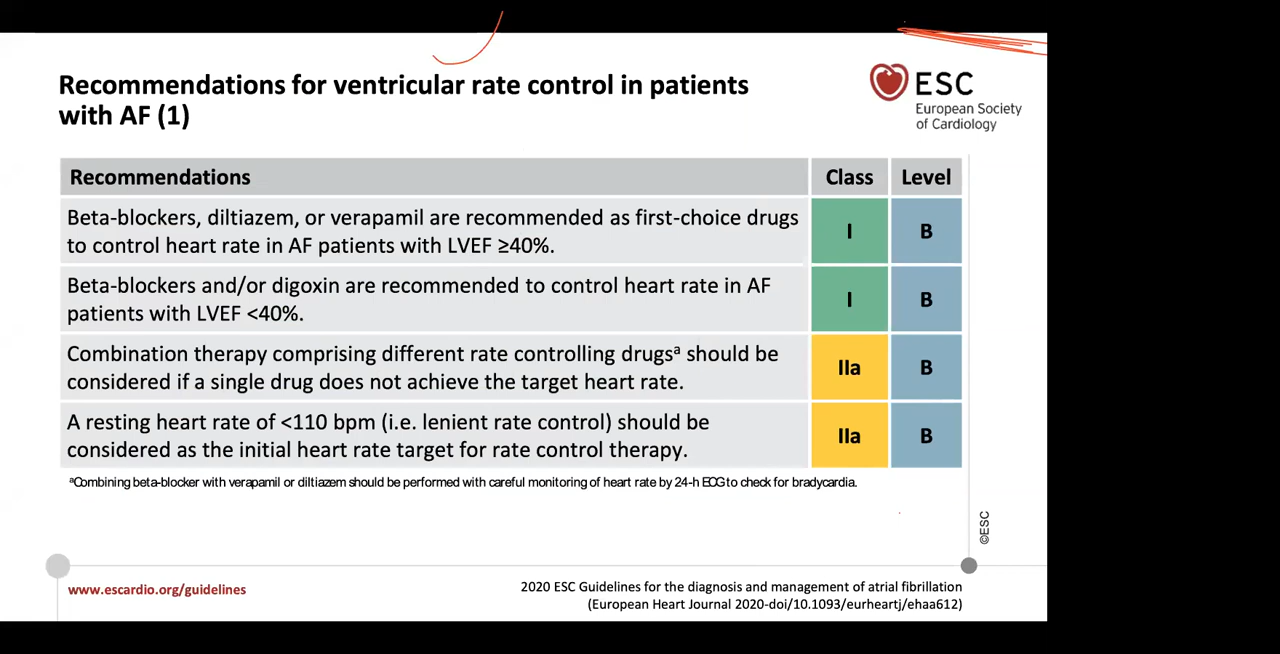 Recommendations for ventricular rate control in patients
with AF (1)
ESC
European Society
of Cardiology
Recommendations Class Level
Beta-blockers, diltiazem, or verapamil are recommended as first-choice drugs
to control heart rate in AF patients with LVEF ≥40%.
I B
Beta-blockers and/or digoxin are recommended to control heart rate in AF
patients with LVEF <40%.
I B
Combination therapy comprising different rate controlling drugsᵃ should be
considered if a single drug does not achieve the target heart rate.
IIa B
A resting heart rate of <110 bpm (i.e. lenient rate control) should be
considered as the initial heart rate target for rate control therapy.
IIa B
ᵃCombining beta-blocker with verapamil or diltiazem should be performed with careful monitoring of heart rate by 24-h ECG to check for bradycardia.
©ESC
www.escardio.org/guidelines
2020 ESC Guidelines for the diagnosis and management of atrial fibrillation
(European Heart Journal 2020-doi/10.1093/eurheartj/ehaa612)